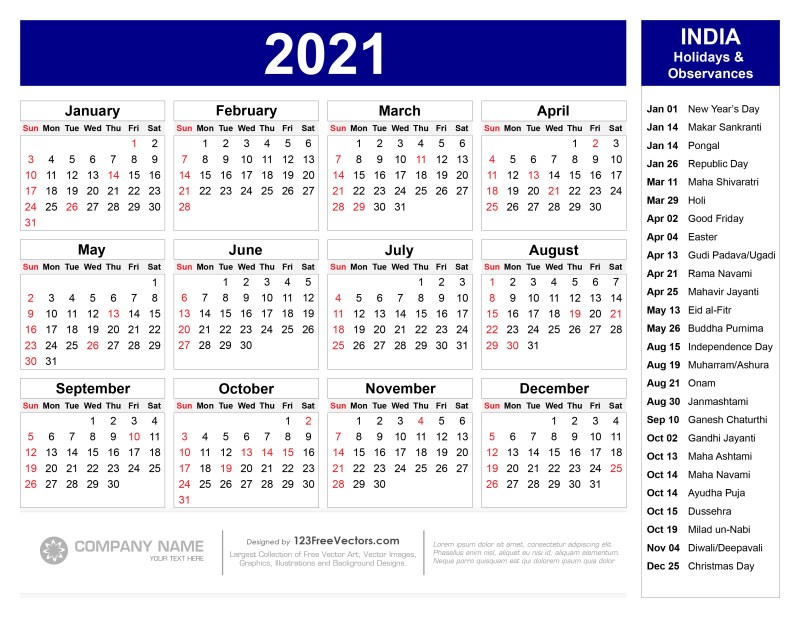 2021
January
Sun Mon Tue Wed Thu Fri Sat
1 2
3 4 5 6 7 8 9
10 11 12 13 14 15 16
17 18 19 20 21 22 23
24 25 26 27 28 29 30
31
February
Sun Mon Tue Wed Thu Fri Sat
1 2 3 4 5 6
7 8 9 10 11 12 13
14 15 16 17 18 19 20
21 22 23 24 25 26 27
28
March
Sun Mon Tue Wed Thu Fri Sat
1 2 3 4 5 6
7 8 9 10 11 12 13
14 15 16 17 18 19 20
21 22 23 24 25 26 27
28 29 30 31
April
Sun Mon Tue Wed Thu Fri Sat
1 2 3
4 5 6 7 8 9 10
11 12 13 14 15 16 17
18 19 20 21 22 23 24
25 26 27 28 29 30
May
Sun Mon Tue Wed Thu Fri Sat
1
2 3 4 5 6 7 8
9 10 11 12 13 14 15
16 17 18 19 20 21 22
23 24 25 26 27 28 29
30 31
June
Sun Mon Tue Wed Thu Fri Sat
1 2 3 4 5
6 7 8 9 10 11 12
13 14 15 16 17 18 19
20 21 22 23 24 25 26
27 28 29 30
July
Sun Mon Tue Wed Thu Fri Sat
1 2 3
4 5 6 7 8 9 10
11 12 13 14 15 16 17
18 19 20 21 22 23 24
25 26 27 28 29 30 31
August
Sun Mon Tue Wed Thu Fri Sat
1 2 3 4 5 6 7
8 9 10 11 12 13 14
15 16 17 18 19 20 21
22 23 24 25 26 27 28
29 30 31
September
Sun Mon Tue Wed Thu Fri Sat
1 2 3 4
5 6 7 8 9 10 11
12 13 14 15 16 17 18
19 20 21 22 23 24 25
26 27 28 29 30
October
Sun Mon Tue Wed Thu Fri Sat
1 2
3 4 5 6 7 8 9
10 11 12 13 14 15 16
17 18 19 20 21 22 23
24 25 26 27 28 29 30
31
November
Sun Mon Tue Wed Thu Fri Sat
1 2 3 4 5 6
7 8 9 10 11 12 13
14 15 16 17 18 19 20
21 22 23 24 25 26 27
28 29 30
December
Sun Mon Tue Wed Thu Fri Sat
1 2 3 4
5 6 7 8 9 10 11
12 13 14 15 16 17 18
19 20 21 22 23 24 25
26 27 28 29 30 31
INDIA
Holidays &
Observances
Jan 01 New Year's Day
Jan 14 Makar Sankranti
Jan 14 Pongal
Jan 26 Republic Day
Mar 11 Maha Shivaratri
Mar 29 Holi
Apr 02 Good Friday
Apr 04 Easter
Apr 13 Gudi Padava/Ugadi
Apr 21 Rama Navami
Apr 25 Mahavir Jayanti
May 13 Eid al-Fitr
May 26 Buddha Purnima
Aug 15 Independence Day
Aug 19 Muharram/Ashura
Aug 21 Onam
Aug 30 Janmashtami
Sep 10 Ganesh Chaturthi
Oct 02 Gandhi Jayanti
Oct 13 Maha Ashtami
Oct 14 Maha Navami
Oct 14 Ayudha Puja
Oct 15 Dussehra
Oct 19 Milad un-Nabi
Nov 04 Diwali/Deepavali
Dec 25 Christmas Day
COMPANY NAME
YOUR TEXT HERE
Designed by 123FreeVectors.com
Largest Collection of Free Vector Art, Vector Images,
Graphics, Illustrations and Background Designs.
Lorem ipsum dolor sit amet, consectetur adipiscing elit.
Phasellus enim nisl, aliquam id enim eu, aliquam elementum.
Neque porro quisquam est qui dolorem ipsum quia dolor